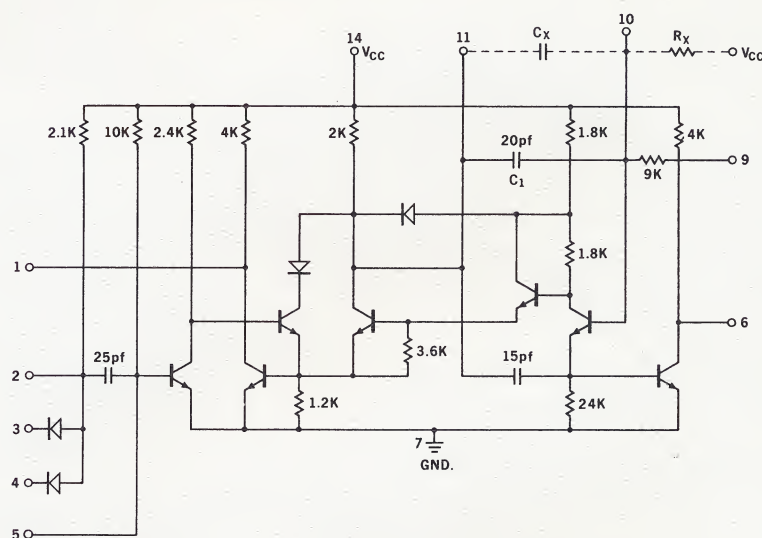 10
14
11
Cx
Rx
Vcc
Vcc
2.1K
10K
2.4K
4K
2K
20pf
1.8K
4K
C1
9K
9
1
1.8K
6
3.6K
25pf
15pf
2
1.2K
24K
3
7
GND.
4
5